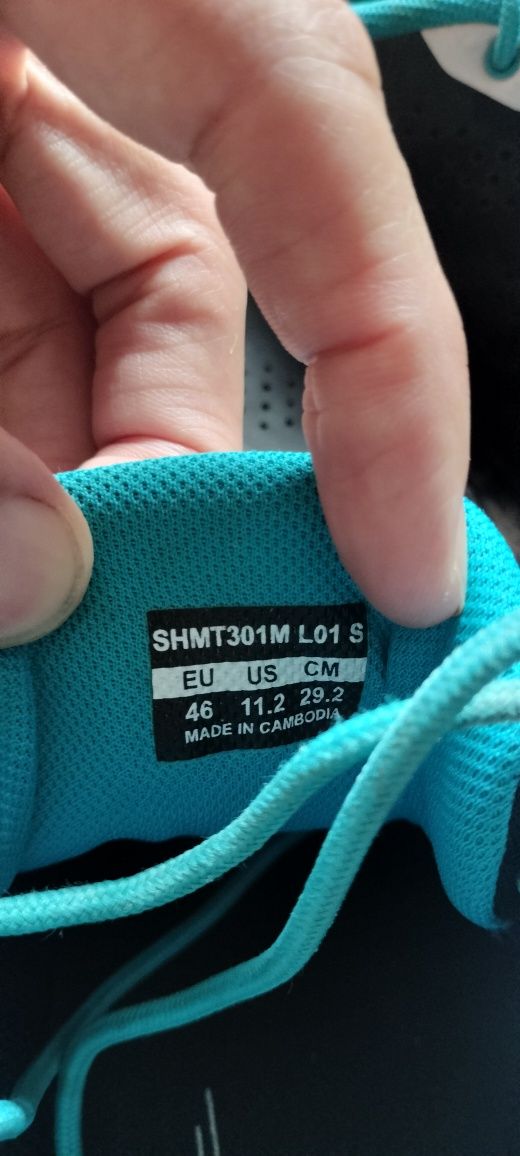 SHMT301M L01 S
EU US CM
46 11.2 29.2
MADE IN CAMBODIA